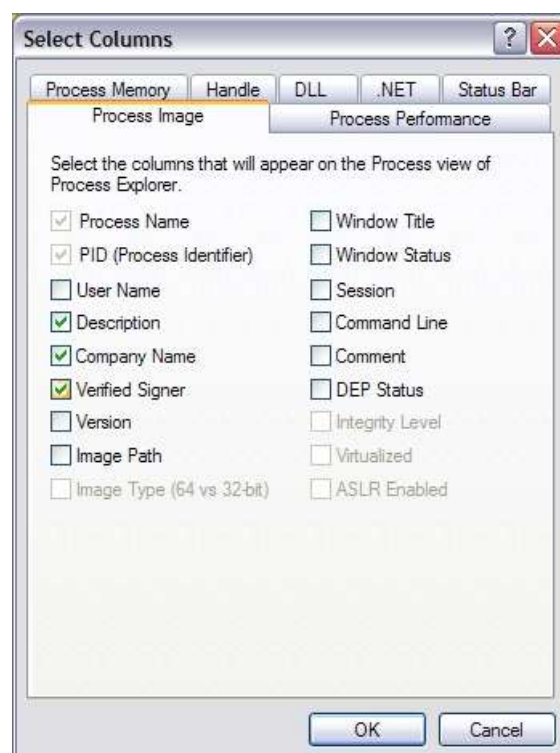 Select Columns
Process Memory
Handle
DLL
.NET
Status Bar
Process Image
Process Performance
Select the columns that will appear on the Process view of
Process Explorer.
Process Name
PID (Process Identifier)
User Name
Description
Company Name
Verified Signer
Version
Image Path
Image Type (64 vs 32-bit)
Window Title
Window Status
Session
Command Line
Comment
DEP Status
Integrity Level
Virtualized
ASLR Enabled
OK
Cancel